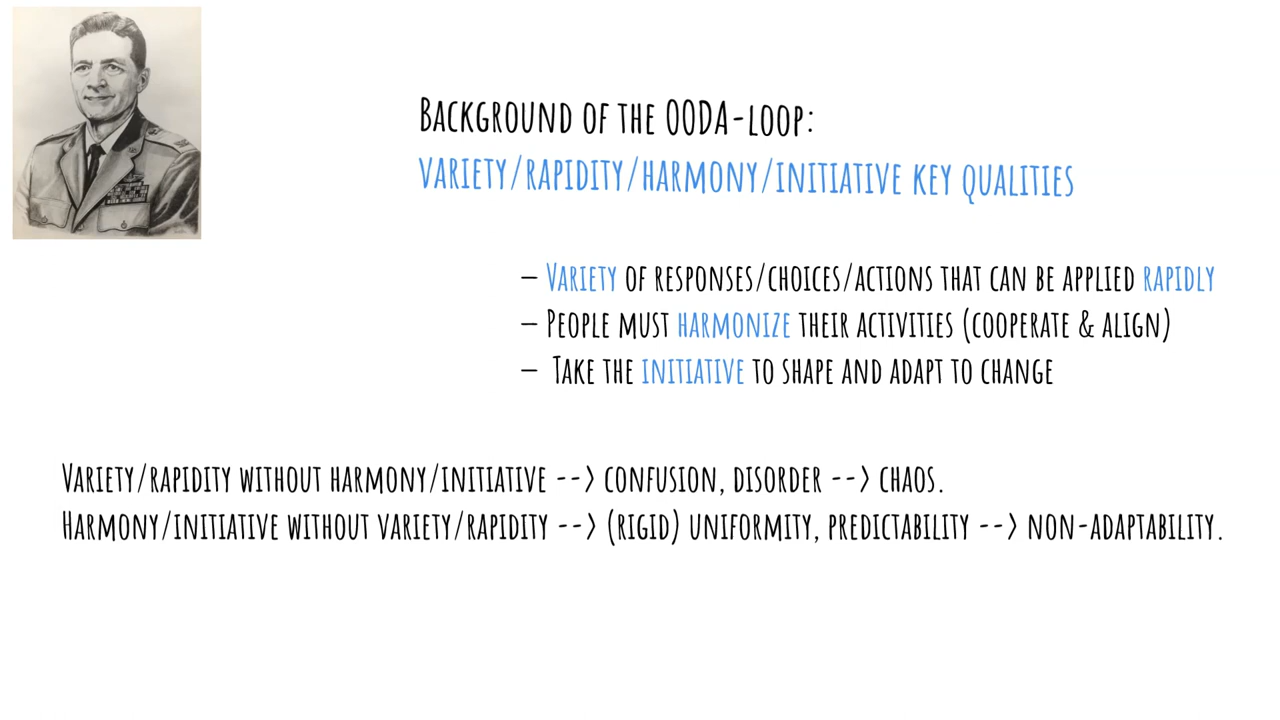 Background of the OODA-loop:
variety/rapidity/harmony/initiative key qualities
– Variety of responses/choices/actions that can be applied rapidly
– People must harmonize their activities (cooperate & align)
– Take the initiative to shape and adapt to change
Variety/rapidity without harmony/initiative --> confusion, disorder --> chaos.
Harmony/initiative without variety/rapidity --> (rigid) uniformity, predictability --> non-adaptability.